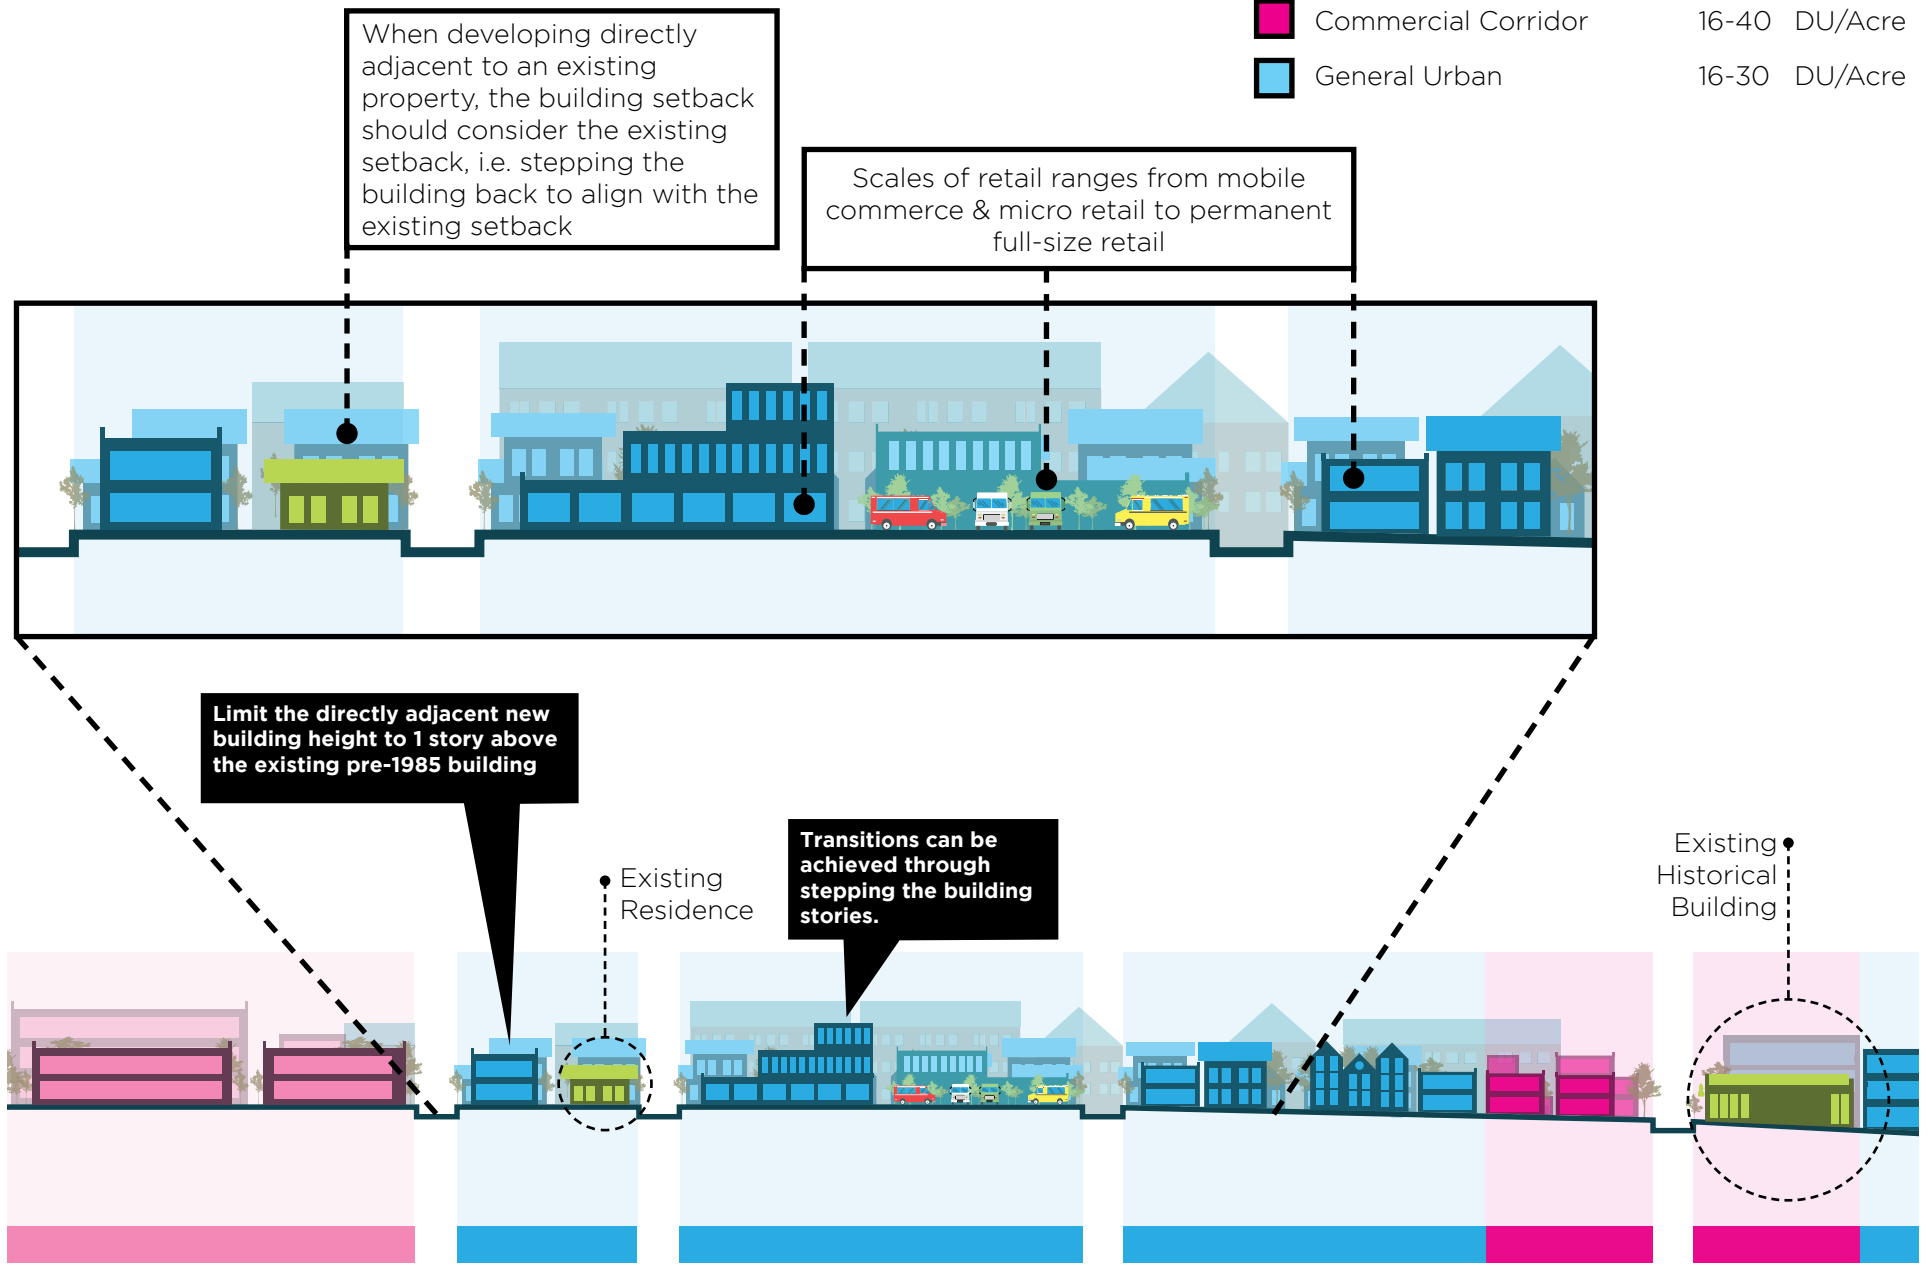 When developing directly
adjacent to an existing
property, the building setback
should consider the existing
setback, i.e. stepping the
building back to align with the
existing setback
Commercial Corridor 16-40 DU/Acre
General Urban 16-30 DU/Acre
Scales of retail ranges from mobile
commerce & micro retail to permanent
full-size retail
Limit the directly adjacent new
building height to 1 story above
the existing pre-1985 building
Existing
Residence
Transitions can be
achieved through
stepping the building
stories.
Existing
Historical
Building